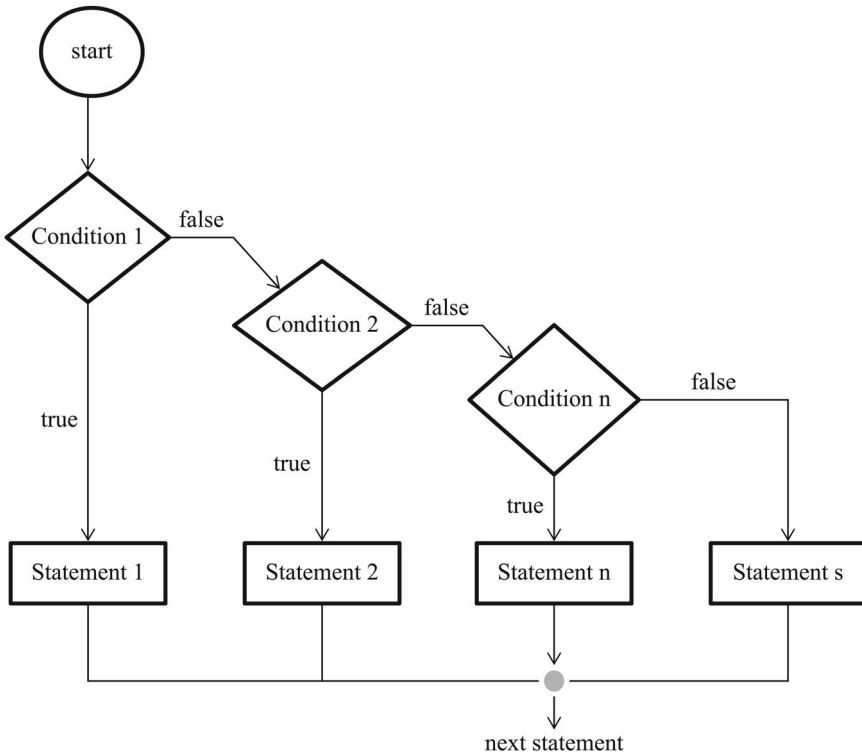 start
false
Condition 1
false
Condition 2
false
Condition n
true
true
true
Statement 1
Statement 2
Statement n
Statement s
next statement